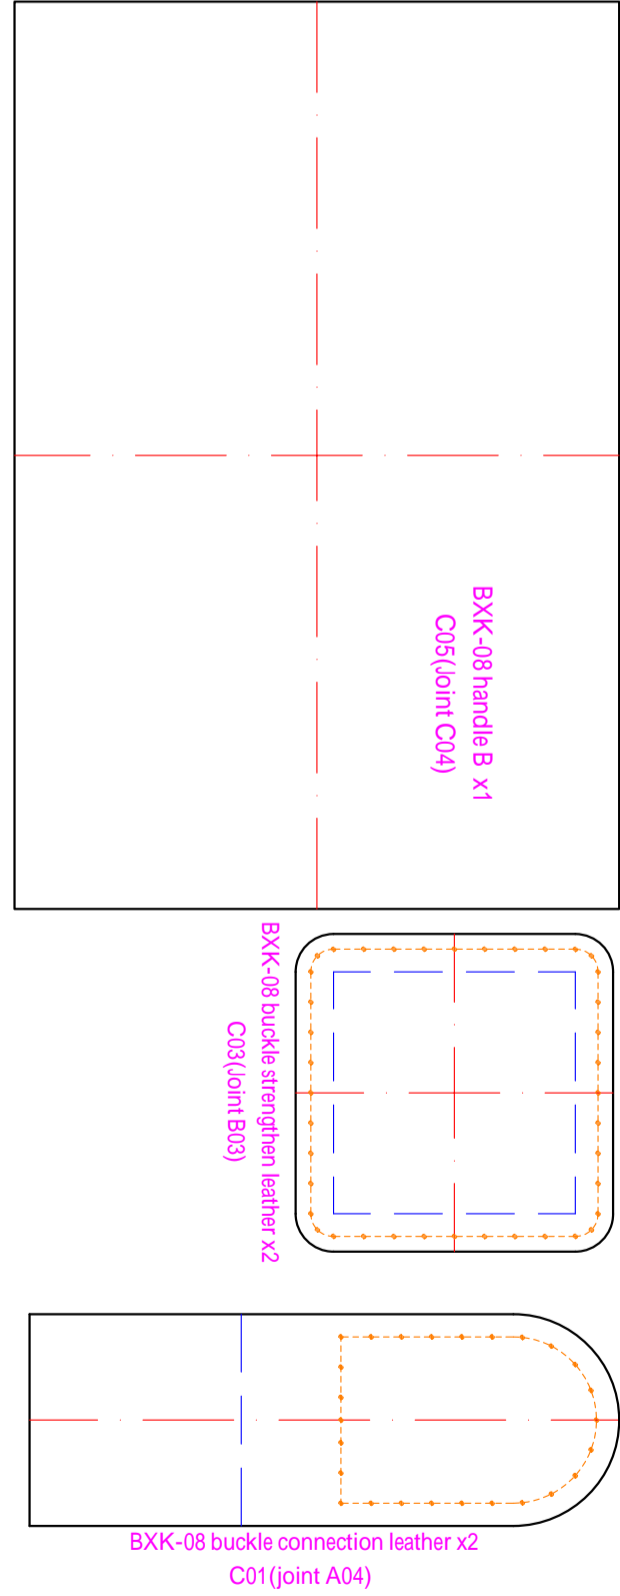 BXK-08 handle B x1
C05(Joint C04)
BXK-08 buckle strengthen leather x2
C03(Joint B03)
BXK-08 buckle connection leather x2
C01(joint A04)